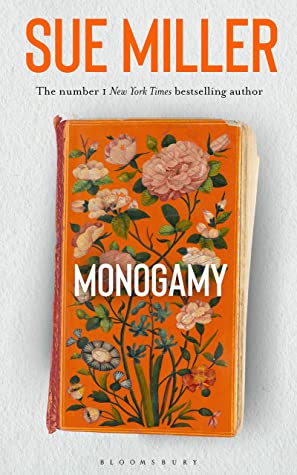 SUE MILLER
The number 1 New York Times bestselling author
MONOGAMY
BLOOMSBURY